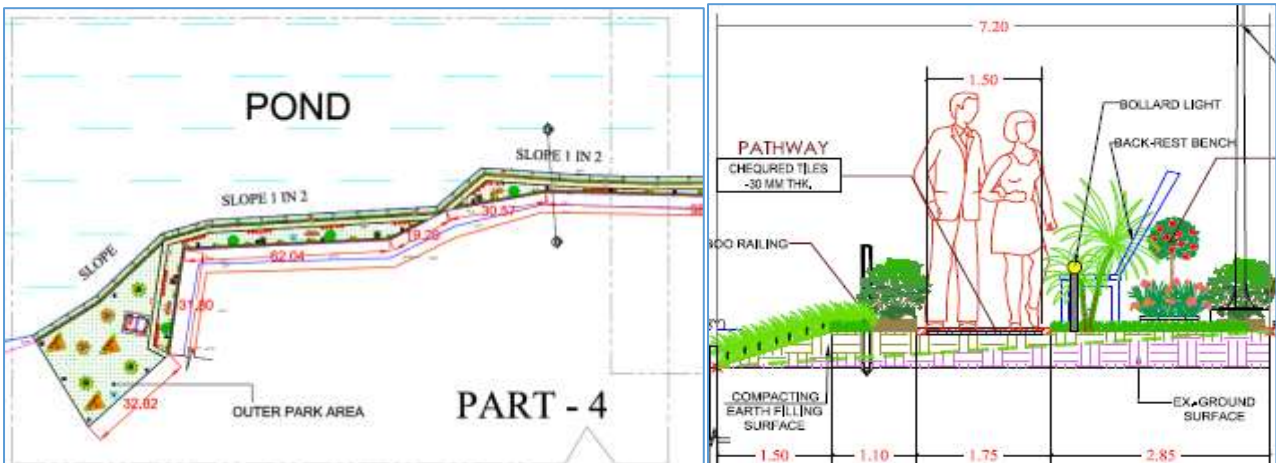 POND
SLOPE 1 IN 2
SLOPE 1 IN 2
SLOPE
30.57
9.20
62.04
31.80
32.82
OUTER PARK AREA
PART - 4
7.20
1.50
BOLLARD LIGHT
BACK-REST BENCH
PATHWAY
CHEQURED TILES
-30 MM THK.
RAILING
COMPACTING
EARTH FILLING
SURFACE
EX. GROUND
SURFACE
1.50
1.10
1.75
2.85